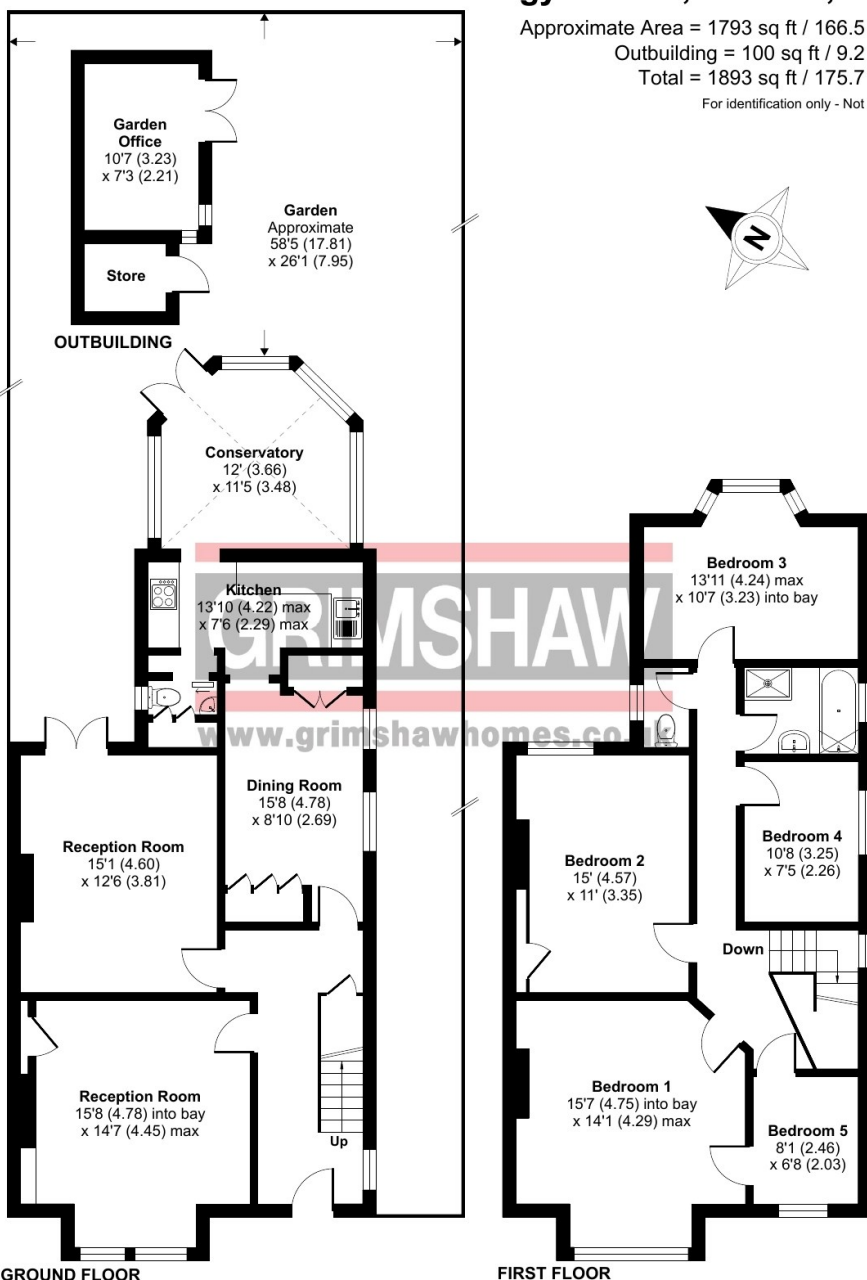 Approximate Area = 1793 sq ft / 166.5
Outbuilding = 100 sq ft / 9.2
Total = 1893 sq ft / 175.7
For identification only - Not
N
Garden
Office
10'7 (3.23)
x 7'3 (2.21)
Garden
Approximate
58'5 (17.81)
x 26'1 (7.95)
Store
OUTBUILDING
Conservatory
12' (3.66)
x 11'5 (3.48)
Kitchen
13'10 (4.22) max
x 7'6 (2.29) max
GRIMSHAW
www.grimshawhomes.co.uk
Dining Room
15'8 (4.78)
x 8'10 (2.69)
Reception Room
15'1 (4.60)
x 12'6 (3.81)
Reception Room
15'8 (4.78) into bay
x 14'7 (4.45) max
Up
GROUND FLOOR
Bedroom 3
13'11 (4.24) max
x 10'7 (3.23) into bay
Bedroom 4
10'8 (3.25)
x 7'5 (2.26)
Bedroom 2
15' (4.57)
x 11' (3.35)
Down
Bedroom 1
15'7 (4.75) into bay
x 14'1 (4.29) max
Bedroom 5
8'1 (2.46)
x 6'8 (2.03)
FIRST FLOOR